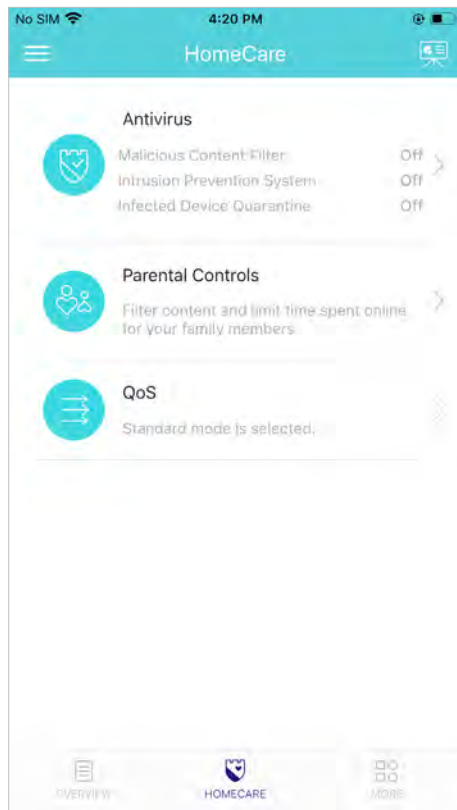 No SIM 4:20 PM
HomeCare
Antivirus
Malicious Content Filter Off
Intrusion Prevention System Off
Infected Device Quarantine Off
Parental Controls
Filter content and limit time spent online
for your family members
QoS
Standard mode is selected.
OVERVIEW HOMECARE MORE